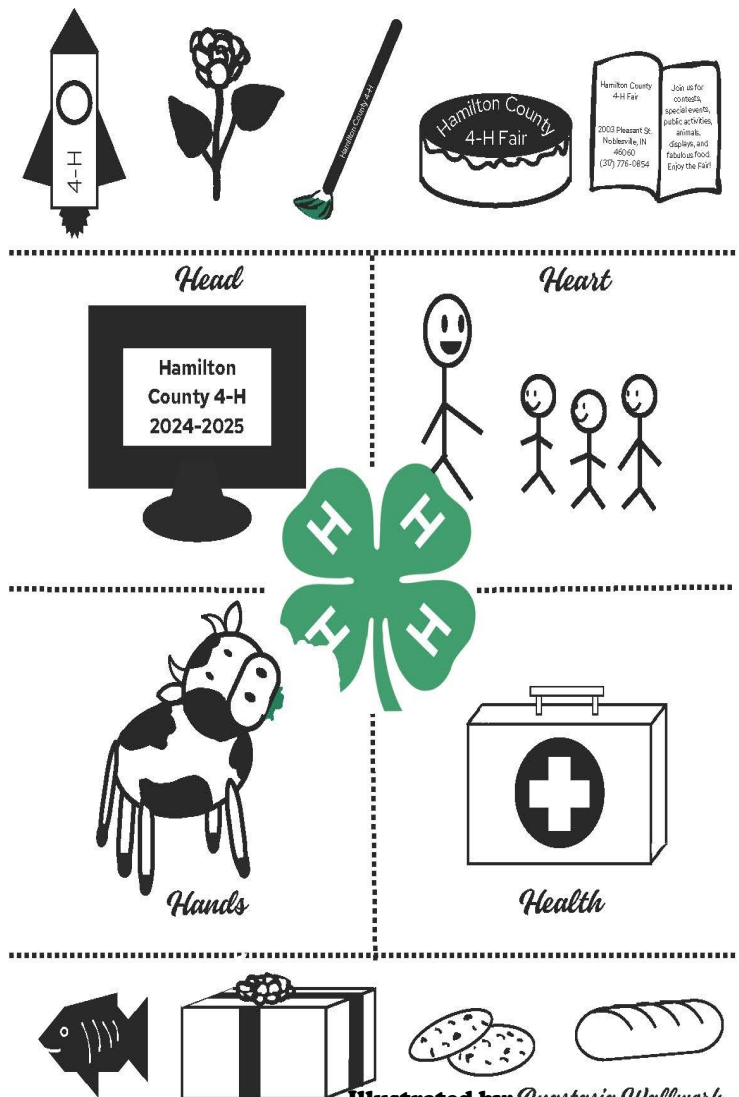 4-H
Hamilton County 4-H
Hamilton County
4-H Fair
Hamilton County
4-H Fair
2003 Pleasant St.
Noblesville, IN
46060
(317) 776-0854
Join us for
contests,
special events,
public activities,
animals,
displays, and
fabulous food.
Enjoy the Fair!
Head
Heart
Hamilton
County 4-H
2024-2025
H
H
H
H
Hands
Health
Illustrated by: Anastasia Wallmark